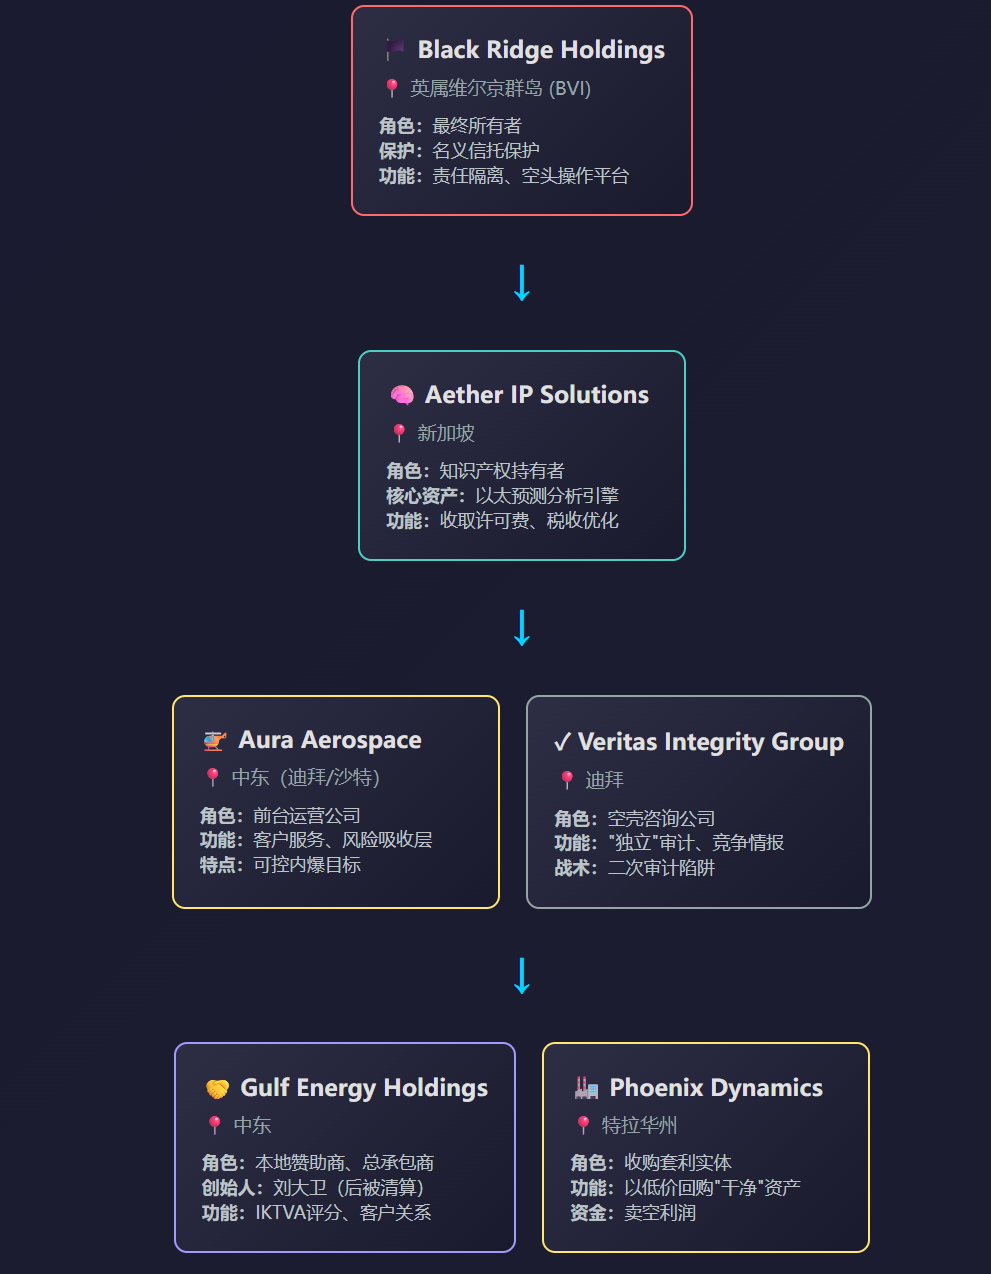 Black Ridge Holdings
英属维尔京群岛 (BVI)
角色：最终所有者
保护：名义信托保护
功能：责任隔离、空头操作平台
↓
Aether IP Solutions
新加坡
角色：知识产权持有者
核心资产：以太预测分析引擎
功能：收取许可费、税收优化
↓
Aura Aerospace
中东（迪拜/沙特）
角色：前台运营公司
功能：客户服务、风险吸收层
特点：可控内爆目标
✓ Veritas Integrity Group
迪拜
角色：空壳咨询公司
功能："独立"审计、竞争情报
战术：二次审计陷阱
↓
Gulf Energy Holdings
中东
角色：本地赞助商、总承包商
创始人：刘大卫（后被清算）
功能：IKTVA评分、客户关系
Phoenix Dynamics
特拉华州
角色：收购套利实体
功能：以低价回购"干净"资产
资金：卖空利润